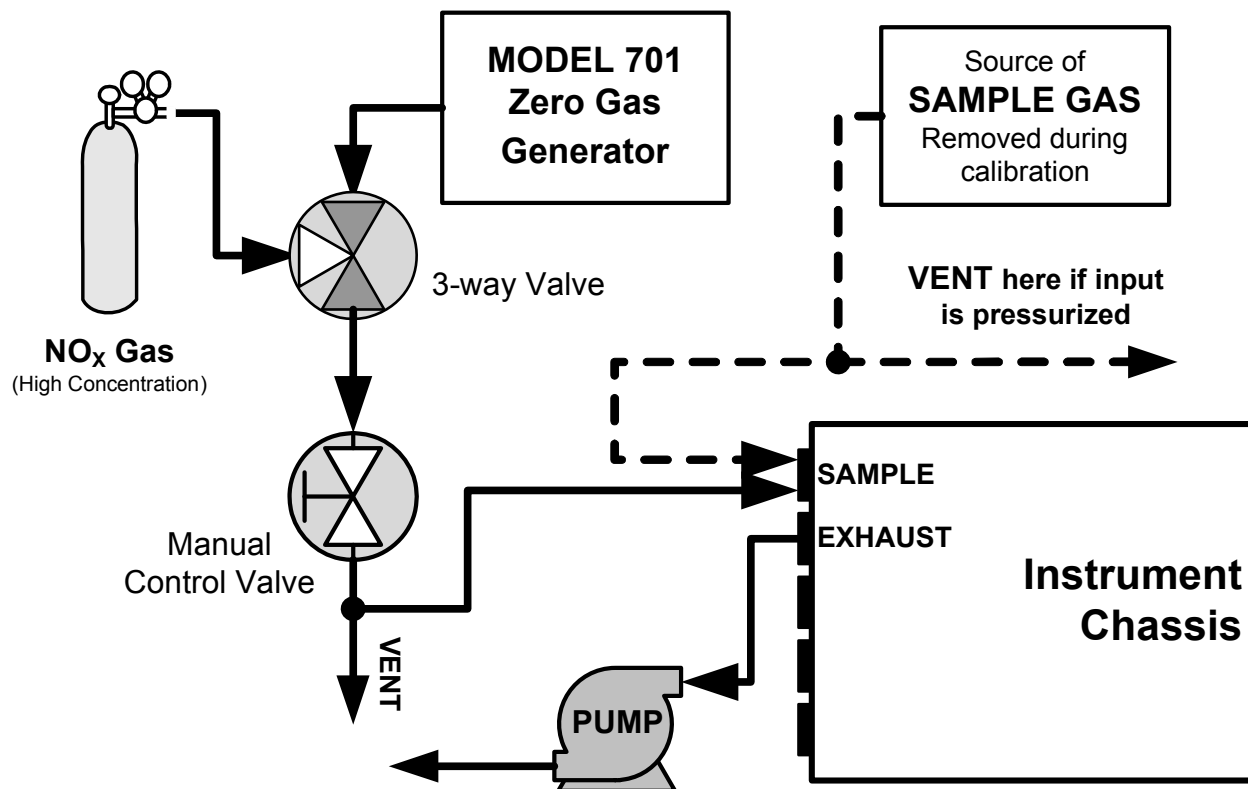 MODEL 701
Zero Gas
Generator
Source of
SAMPLE GAS
Removed during
calibration
3-way Valve
VENT here if input
is pressurized
NOX Gas
(High Concentration)
SAMPLE
EXHAUST
Manual
Control Valve
Instrument
Chassis
VENT
PUMP